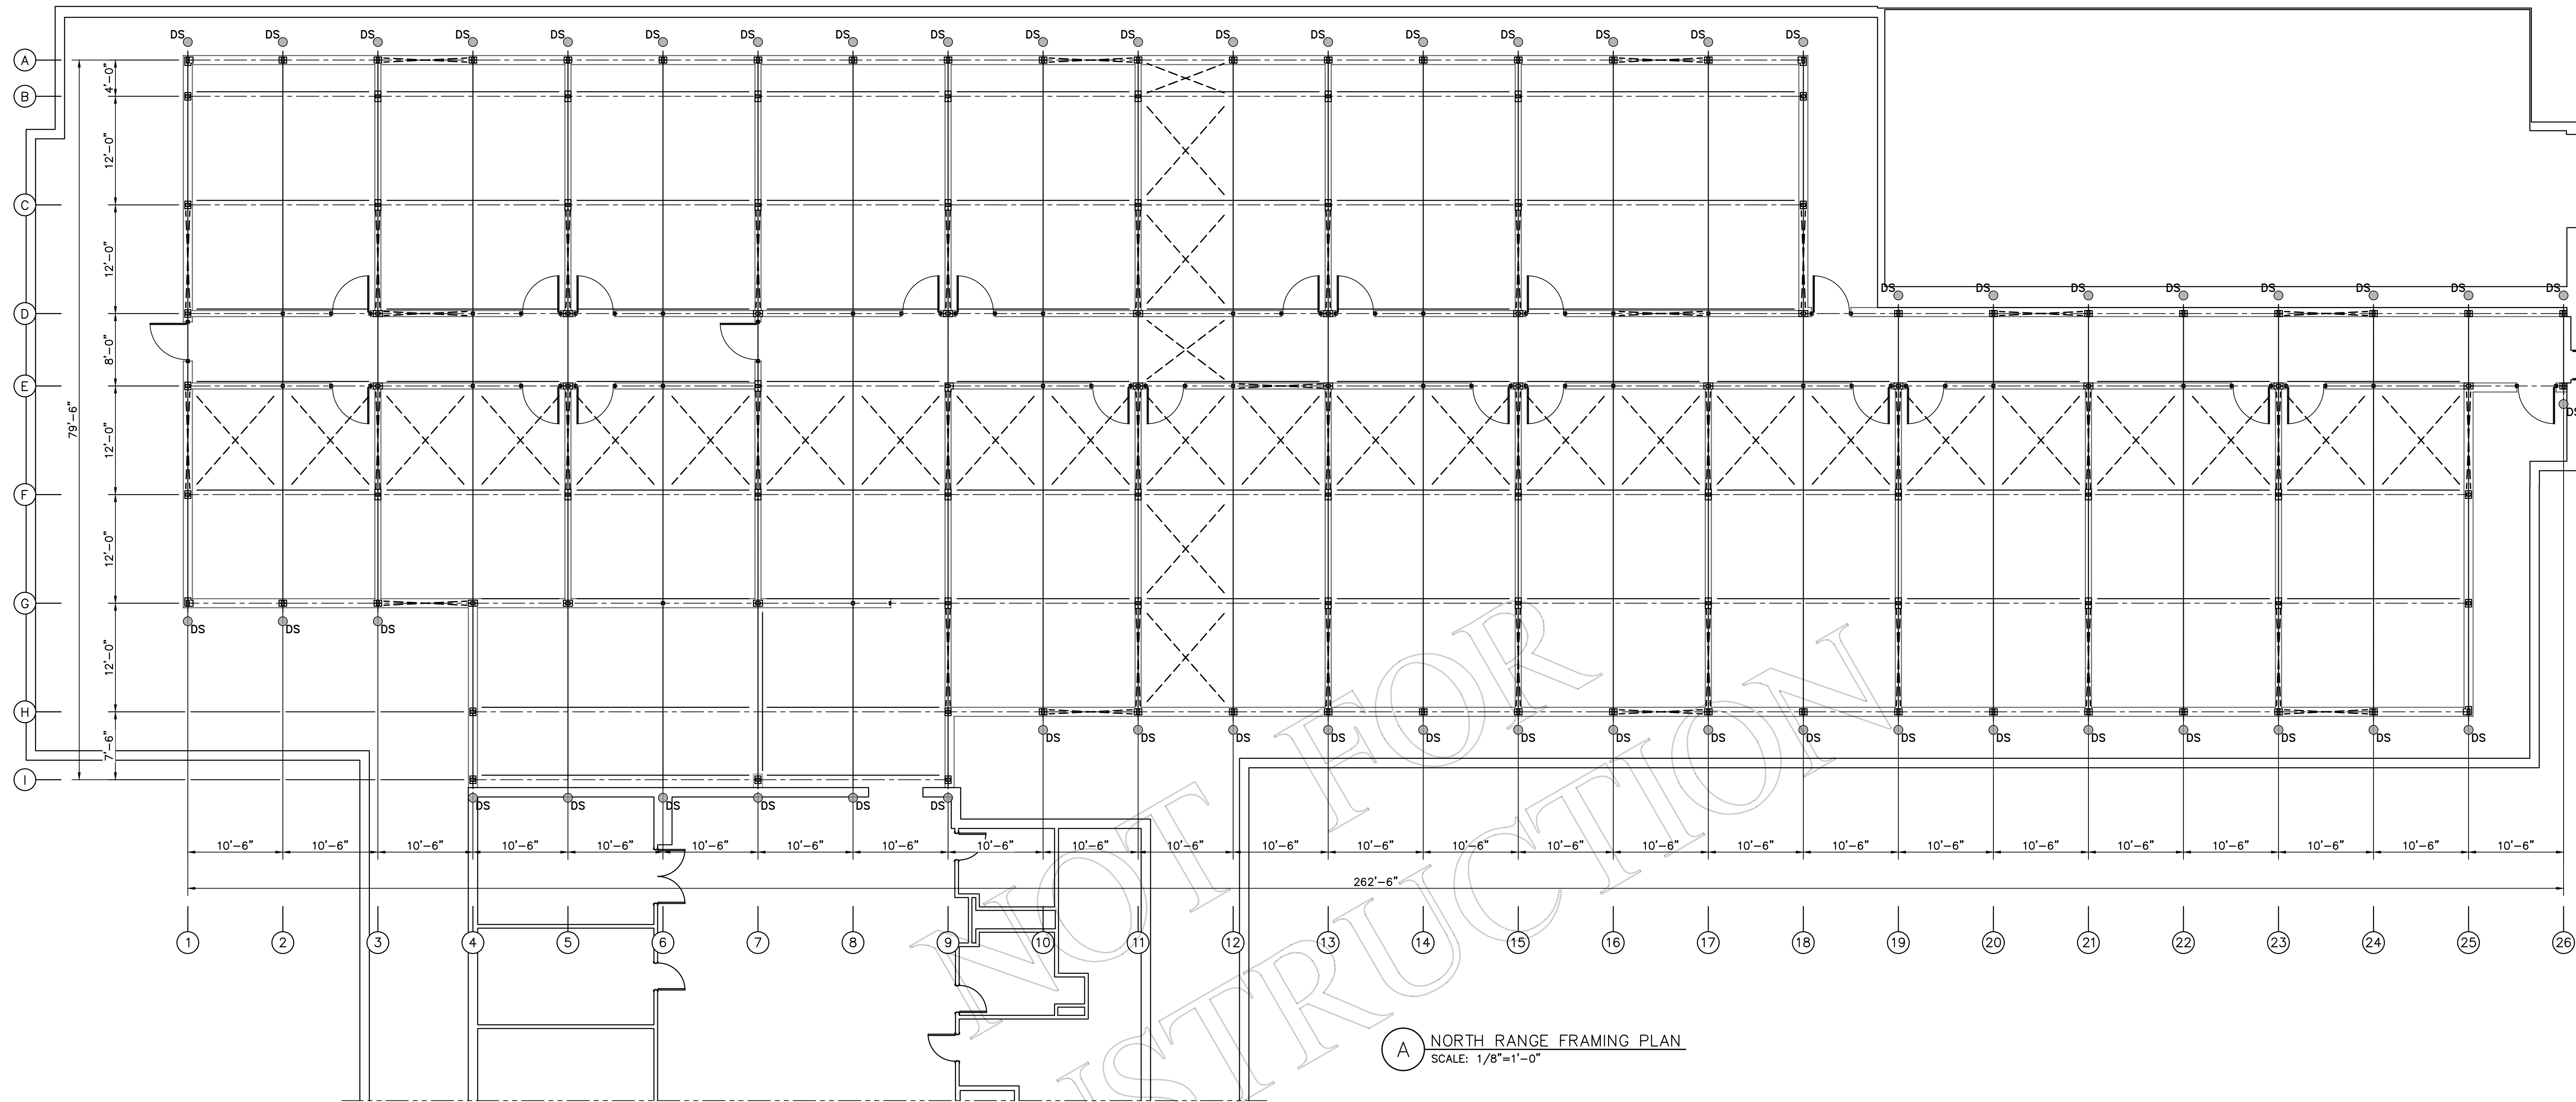 DS DS DS DS DS DS DS DS DS DS DS DS DS DS DS DS DS DS
A
4'-0"
B
12'-0"
C
12'-0"
DS DS DS DS DS DS DS DS
D
8'-0"
E
DS
79'-6"
12'-0"
F
12'-0"
G
DS DS DS
12'-0"
H
DS DS DS DS DS DS DS DS DS DS DS DS DS DS DS DS
7'-6"
I
DS DS DS DS DS DS
10'-6" 10'-6" 10'-6" 10'-6" 10'-6" 10'-6" 10'-6" 10'-6" 10'-6" 10'-6" 10'-6" 10'-6" 10'-6" 10'-6" 10'-6" 10'-6" 10'-6" 10'-6" 10'-6" 10'-6" 10'-6" 10'-6" 10'-6" 10'-6" 10'-6"
262'-6"
1 2 3 4 5 6 7 8 9 10 11 12 13 14 15 16 17 18 19 20 21 22 23 24 25 26
NOT FOR
NSTRUCTION
A NORTH RANGE FRAMING PLAN
SCALE: 1/8"=1'-0"